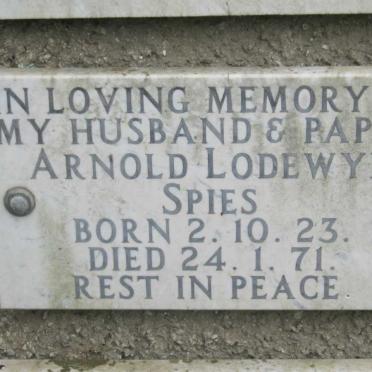 IN LOVING MEMORY
MY HUSBAND & PAP
ARNOLD LODEWY
SPIES
BORN 2. 10. 23.
DIED 24. 1. 71.
REST IN PEACE